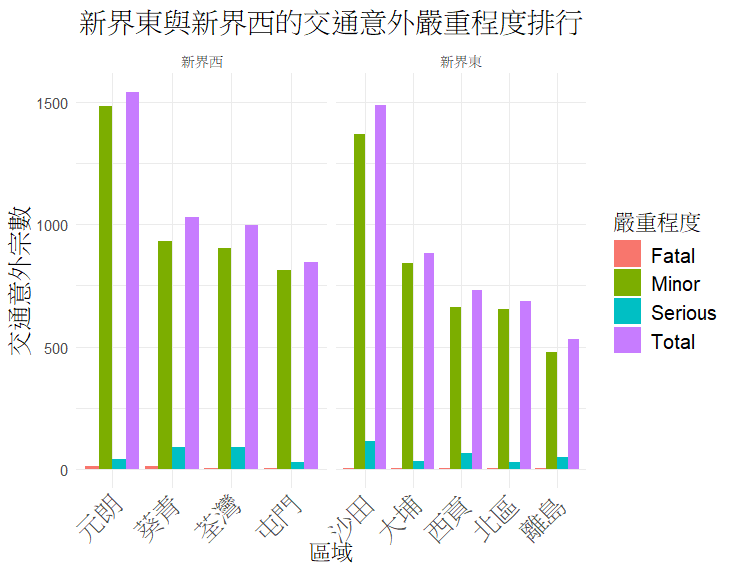 新界東與新界西的交通意外嚴重程度排行
新界西
新界東
交通意外宗數
1500
1000
500
0
元朗
葵青
荃灣
屯門
沙田
大埔
西貢
北區
離島
區域
嚴重程度
Fatal
Minor
Serious
Total